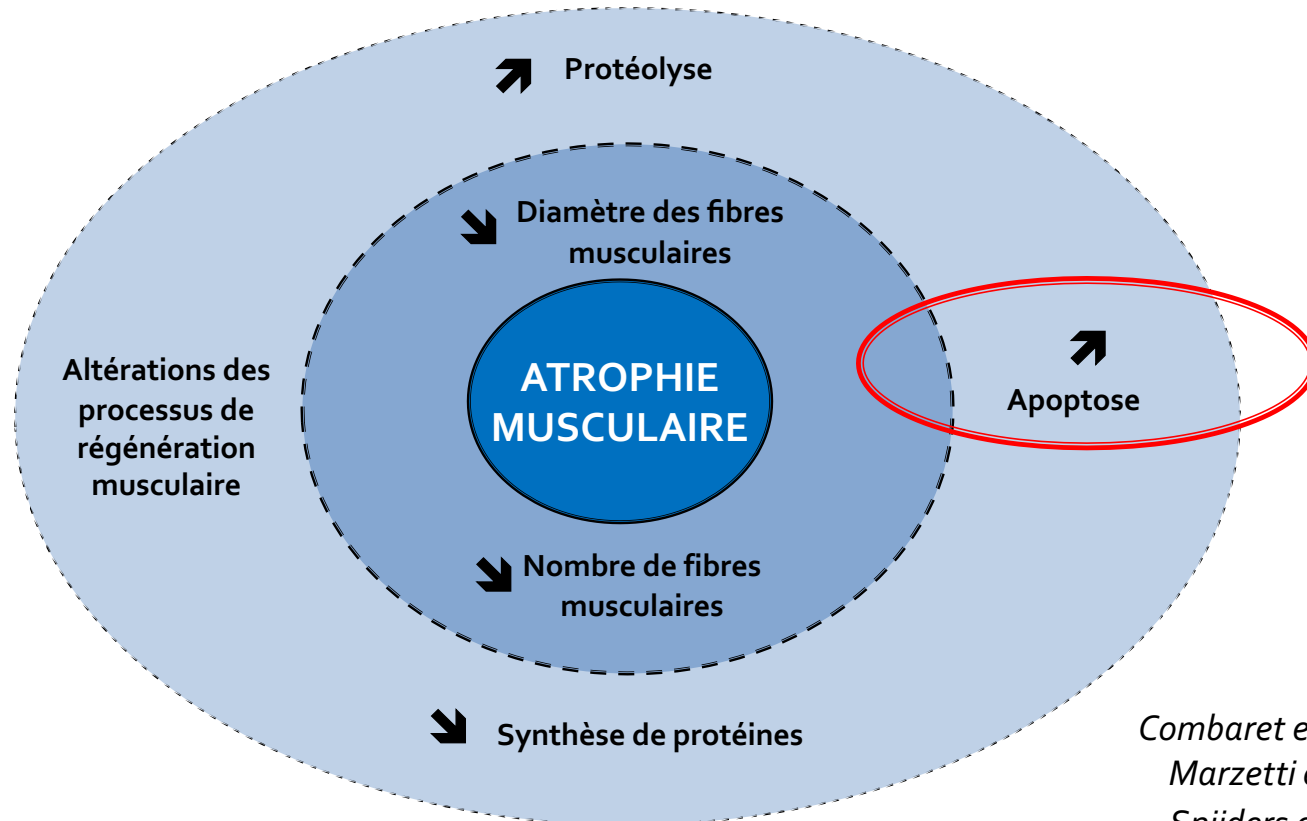 Protéolyse
Diamètre des fibres
musculaires
Altérations des
processus de
régénération
musculaire
ATROPHIE
MUSCULAIRE
Apoptose
Nombre de fibres
musculaires
Synthèse de protéines
Combaret
Marzetti
Snijders